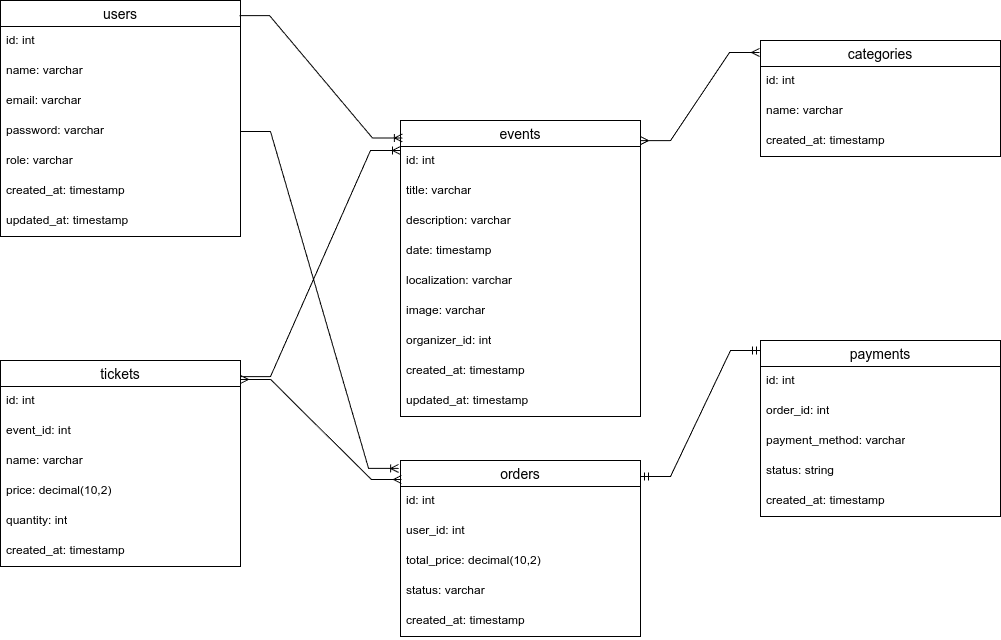 users
id: int
name: varchar
email: varchar
password: varchar
role: varchar
created_at: timestamp
updated_at: timestamp
events
id: int
title: varchar
description: varchar
date: timestamp
localization: varchar
image: varchar
organizer_id: int
created_at: timestamp
updated_at: timestamp
categories
id: int
name: varchar
created_at: timestamp
tickets
id: int
event_id: int
name: varchar
price: decimal(10,2)
quantity: int
created_at: timestamp
orders
id: int
user_id: int
total_price: decimal(10,2)
status: varchar
created_at: timestamp
payments
id: int
order_id: int
payment_method: varchar
status: string
created_at: timestamp